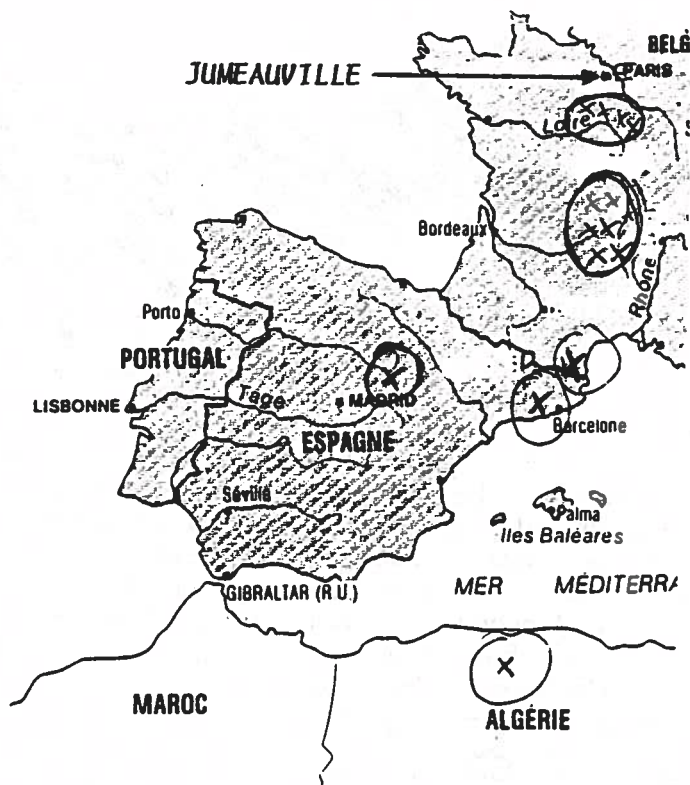 BELG
JUMEAUVILLE
PARIS
Loire
S
Bordeaux
Rhône
Porto
PORTUGAL
Tage
MADRID
LISBONNE
Barcelone
ESPAGNE
Séville
Palma
Iles Baléares
GIBRALTAR (R U.)
MER MÉDITERRA
MAROC
ALGÉRIE